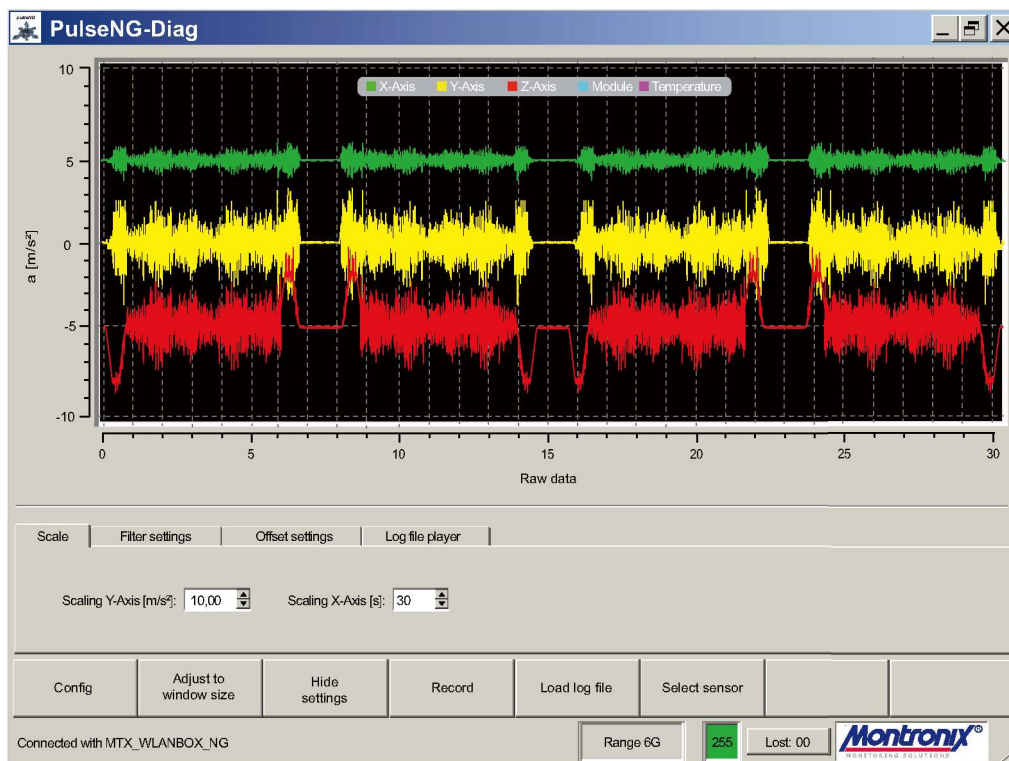 PulseNG
PulseNG-Diag
X-Axis Y-Axis Z-Axis Module Temperature
10
5
0
-5
-10
a [m/s²]
0 5 10 15 20 25 30
Raw data
Scale Filter settings Offset settings Log file player
Scaling Y-Axis [m/s²]: 10,00 Scaling X-Axis [s]: 30
Config Adjust to window size Hide settings Record Load log file Select sensor
Connected with MTX_WLANBOX_NG Range 6G 255 Lost: 00 Montronix®
MONITORING SOLUTIONS